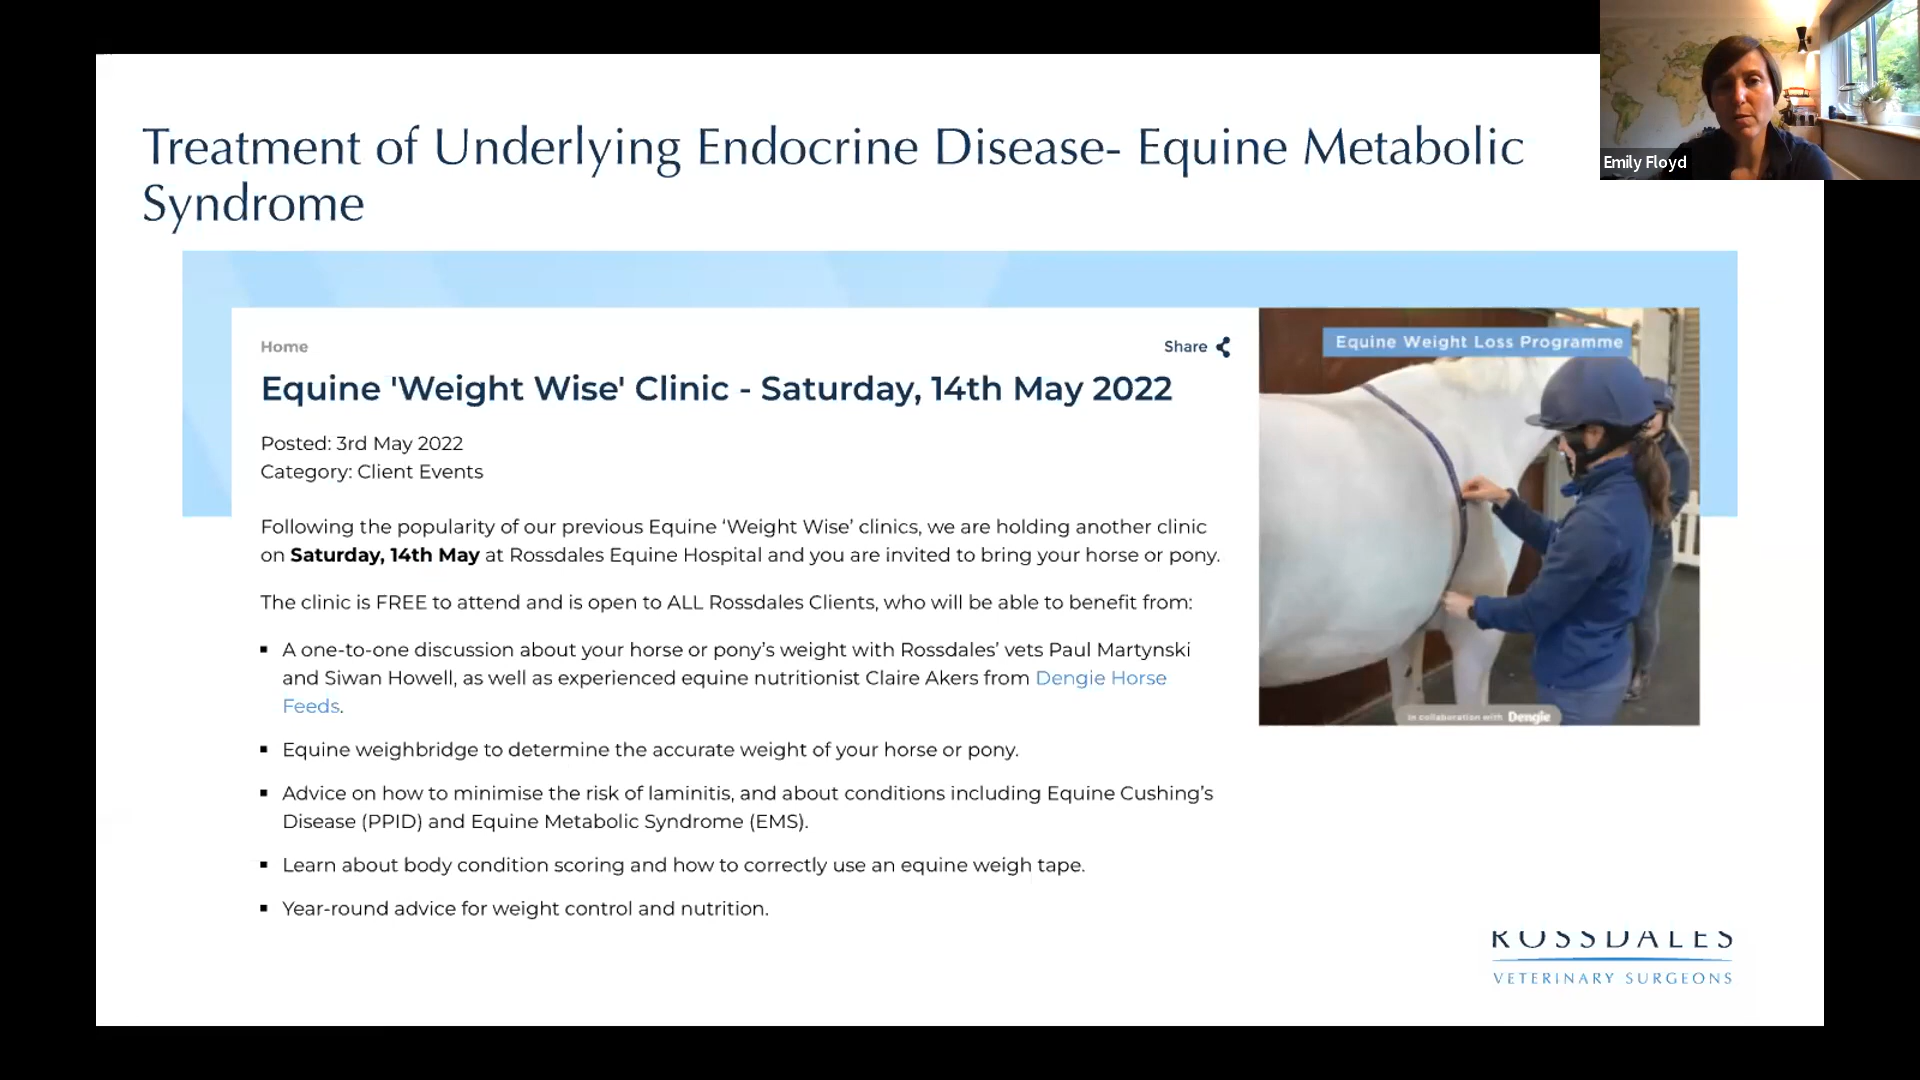 Treatment of Underlying Endocrine Disease- Equine Metabolic
Syndrome
Emily Floyd
Home
Share
Equine 'Weight Wise' Clinic - Saturday, 14th May 2022
Posted: 3rd May 2022
Category: Client Events
Following the popularity of our previous Equine ‘Weight Wise’ clinics, we are holding another clinic
on Saturday, 14th May at Rossdales Equine Hospital and you are invited to bring your horse or pony.
The clinic is FREE to attend and is open to ALL Rossdales Clients, who will be able to benefit from:
▪ A one-to-one discussion about your horse or pony’s weight with Rossdales’ vets Paul Martynski
and Siwan Howell, as well as experienced equine nutritionist Claire Akers from Dengie Horse
Feeds.
▪ Equine weighbridge to determine the accurate weight of your horse or pony.
▪ Advice on how to minimise the risk of laminitis, and about conditions including Equine Cushing’s
Disease (PPID) and Equine Metabolic Syndrome (EMS).
▪ Learn about body condition scoring and how to correctly use an equine weigh tape.
▪ Year-round advice for weight control and nutrition.
Equine Weight Loss Programme
In collaboration with Dengie
ROSSDALES
VETERINARY SURGEONS